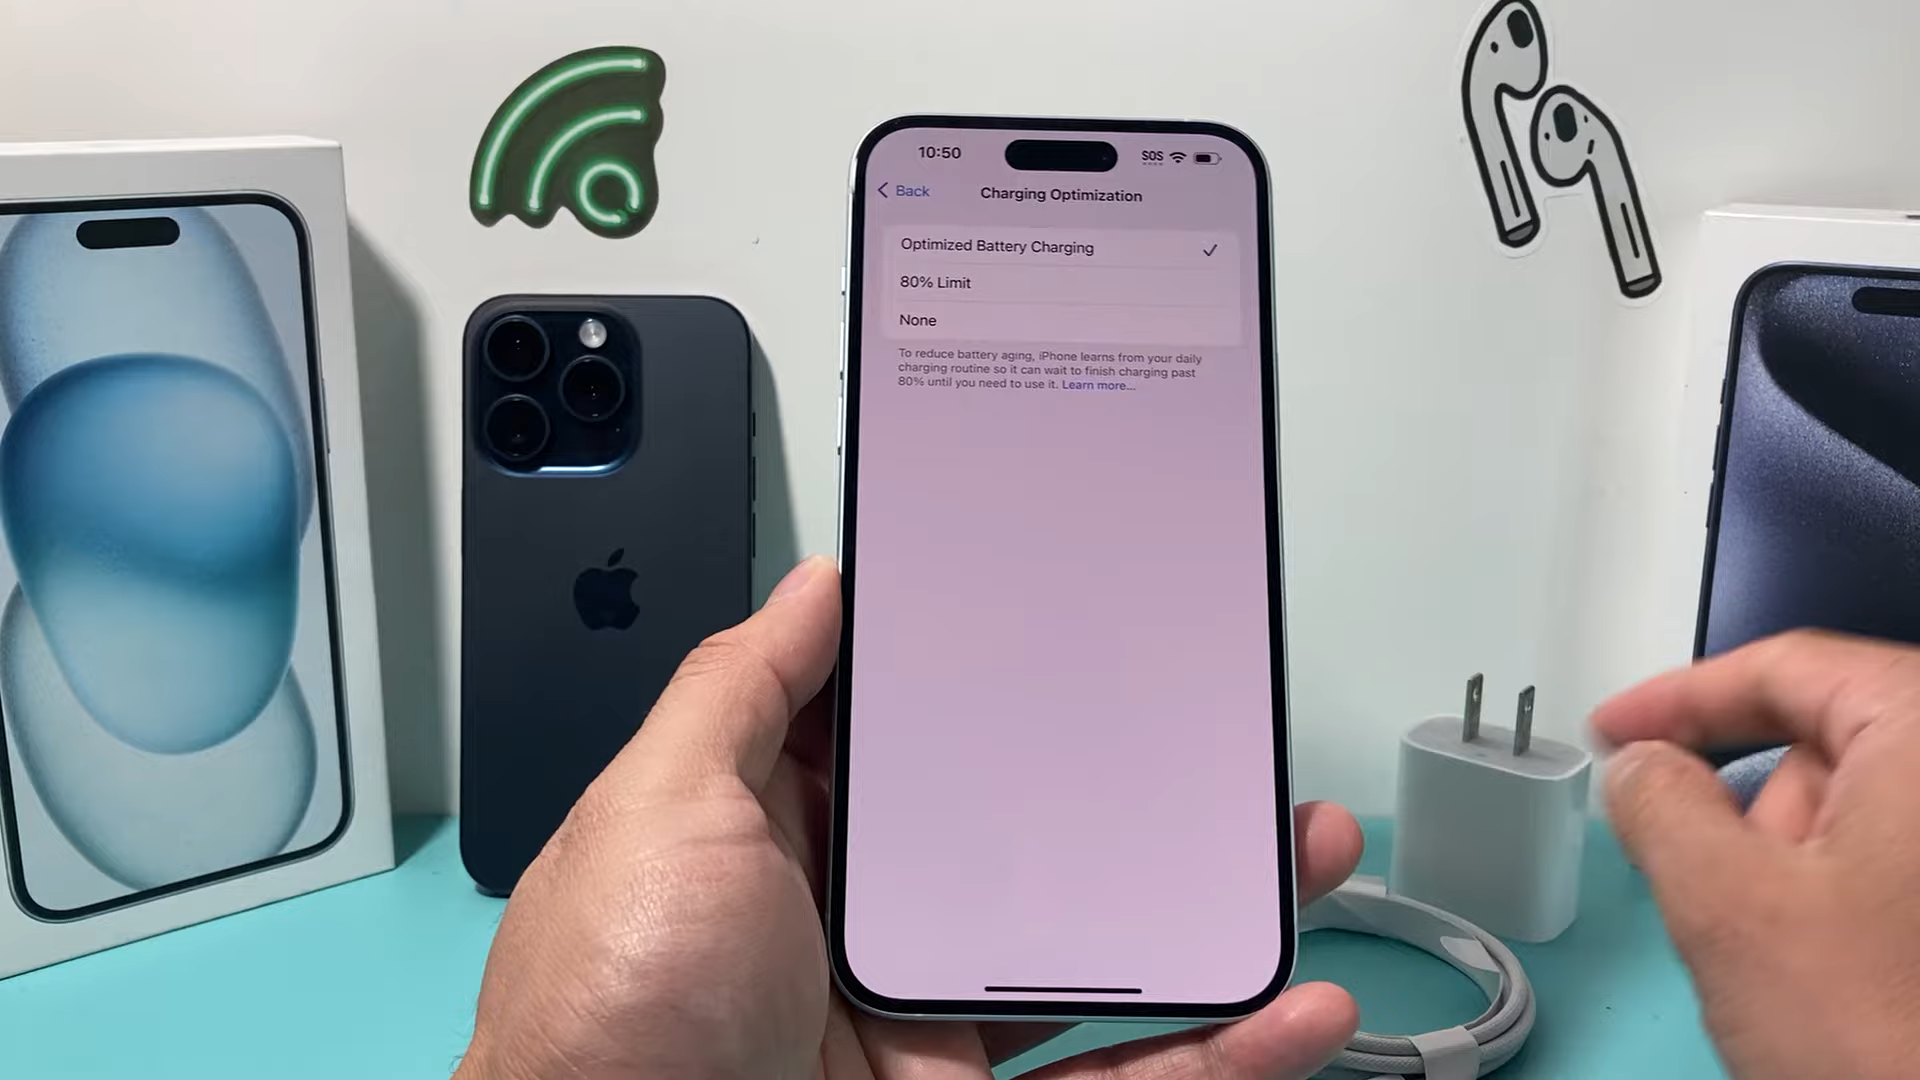 10:50
SOS
Back
Charging Optimization
Optimized Battery Charging
80% Limit
None
To reduce battery aging, iPhone learns from your daily
charging routine so it can wait to finish charging past
80% until you need to use it. Learn more...